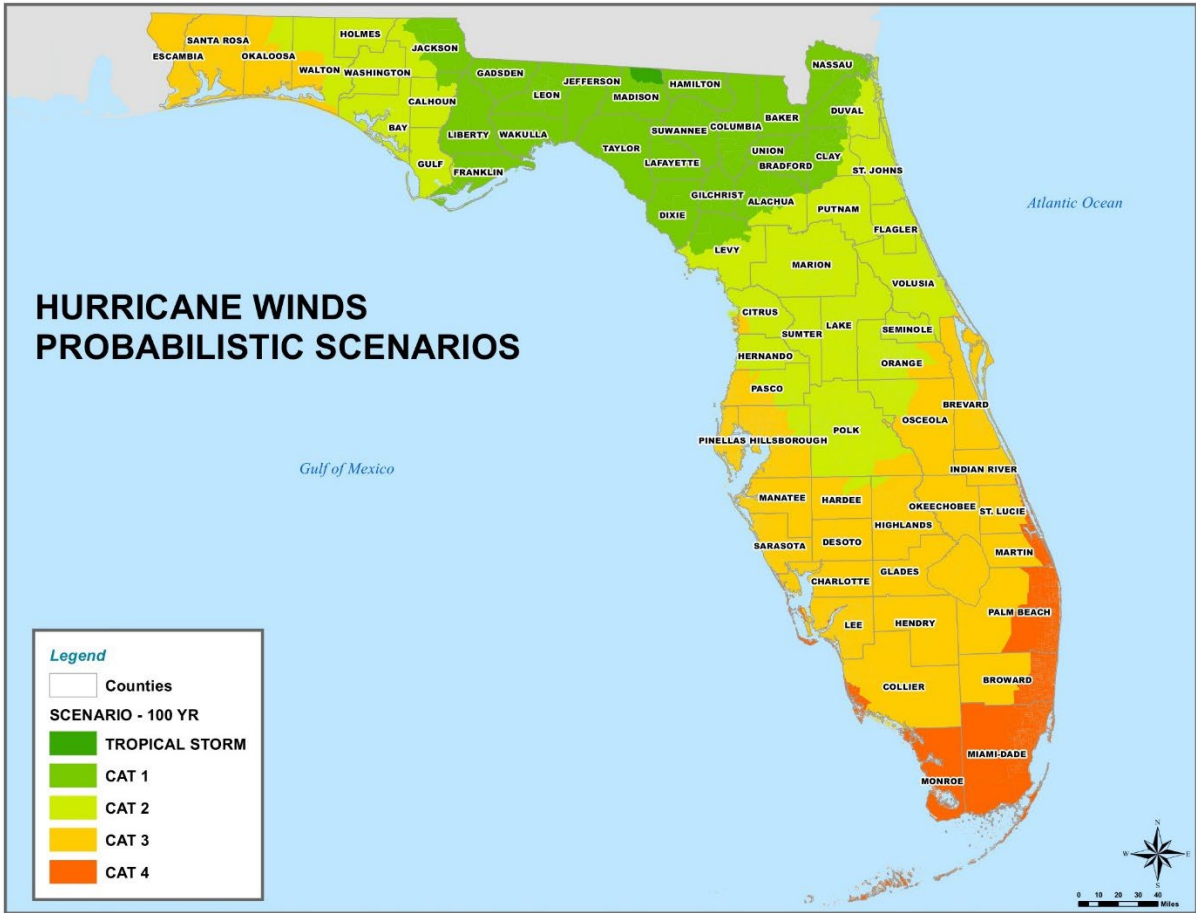 HOLMES
SANTA ROSA
JACKSON
ESCAMBIA
OKALOOSA
WALTON
WASHINGTON
GADSDEN
NASSAU
JEFFERSON
HAMILTON
LEON
MADISON
CALHOUN
DUVAL
BAKER
COLUMBIA
BAY
LIBERTY
WAKULLA
SUWANNEE
TAYLOR
UNION
CLAY
GULF
LAFAYETTE
BRADFORD
ST. JOHNS
FRANKLIN
GILCHRIST
ALACHUA
Atlantic Ocean
PUTNAM
DIXIE
FLAGLER
LEVY
MARION
VOLUSIA
HURRICANE WINDS
PROBABILISTIC SCENARIOS
CITRUS
LAKE
SEMINOLE
SUMTER
HERNANDO
ORANGE
PASCO
BREVARD
OSCEOLA
POLK
PINELLAS
HILLSBOROUGH
Gulf of Mexico
INDIAN RIVER
MANATEE
HARDEE
OKEECHOBEE
ST. LUCIE
HIGHLANDS
SARASOTA
DESOTO
MARTIN
GLADES
CHARLOTTE
PALM BEACH
LEE
HENDRY
BROWARD
COLLIER
MIAMI-DADE
MONROE
Legend
Counties
SCENARIO - 100 YR
TROPICAL STORM
CAT 1
CAT 2
CAT 3
CAT 4
N
W
E
S
0 10 20 30 40
Miles